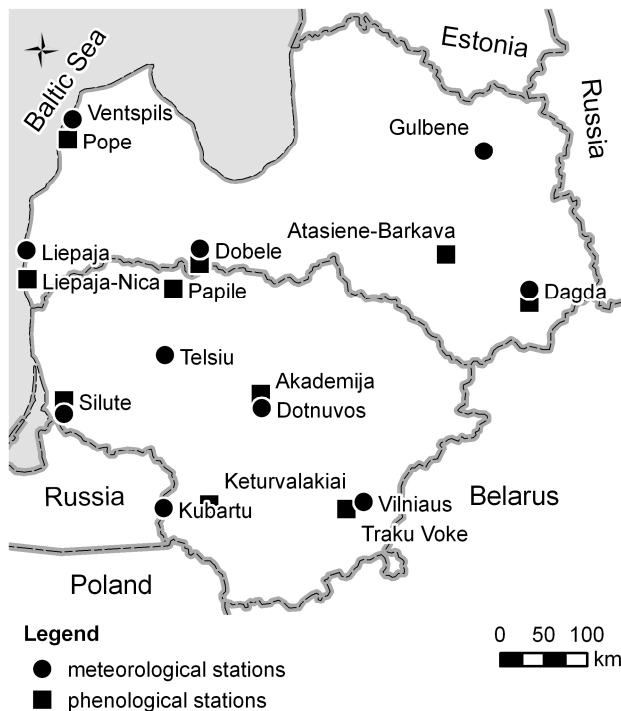 Estonia
Baltic Sea
Russia
Ventspils
Gulbene
Pope
Atasiene-Barkava
Liepaja
Dobele
Liepaja-Nica
Papile
Dagda
Telsiu
Akademija
Silute
Dotnuvos
Keturvalakiai
Russia
Kubartu
Vilniaus
Belarus
Traku Voke
Poland
Legend
meteorological stations
phenological stations
0 50 100
km